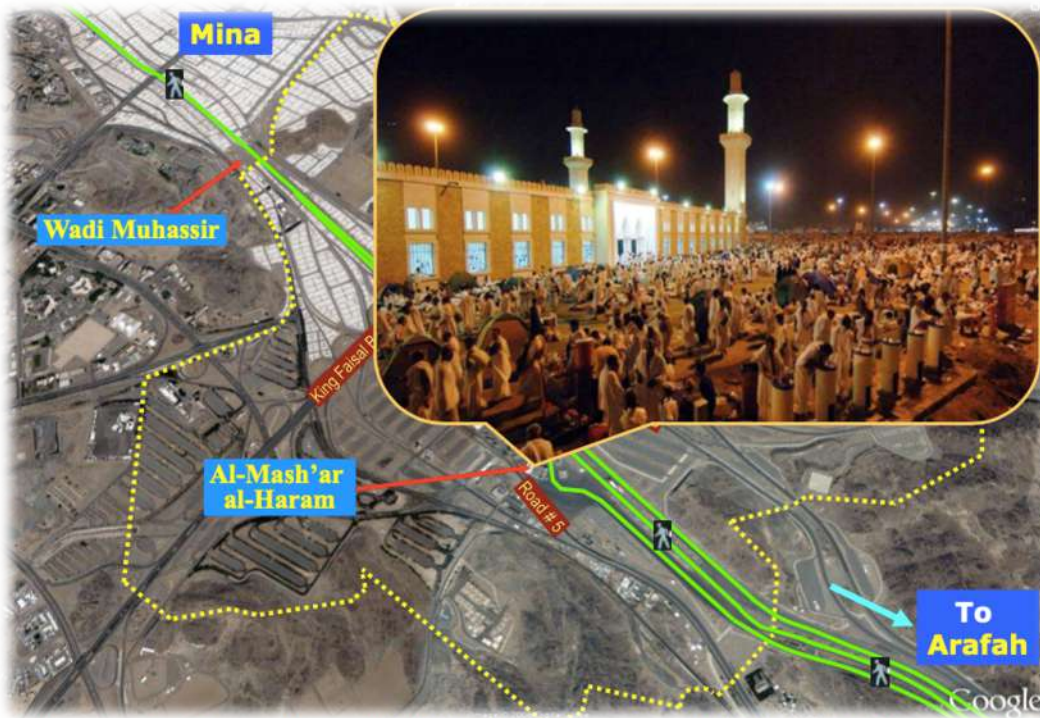 Mina
Wadi Muhassir
King Faisal
Al-Mash’ar
al-Haram
Road # 5
To
Arafah
Google